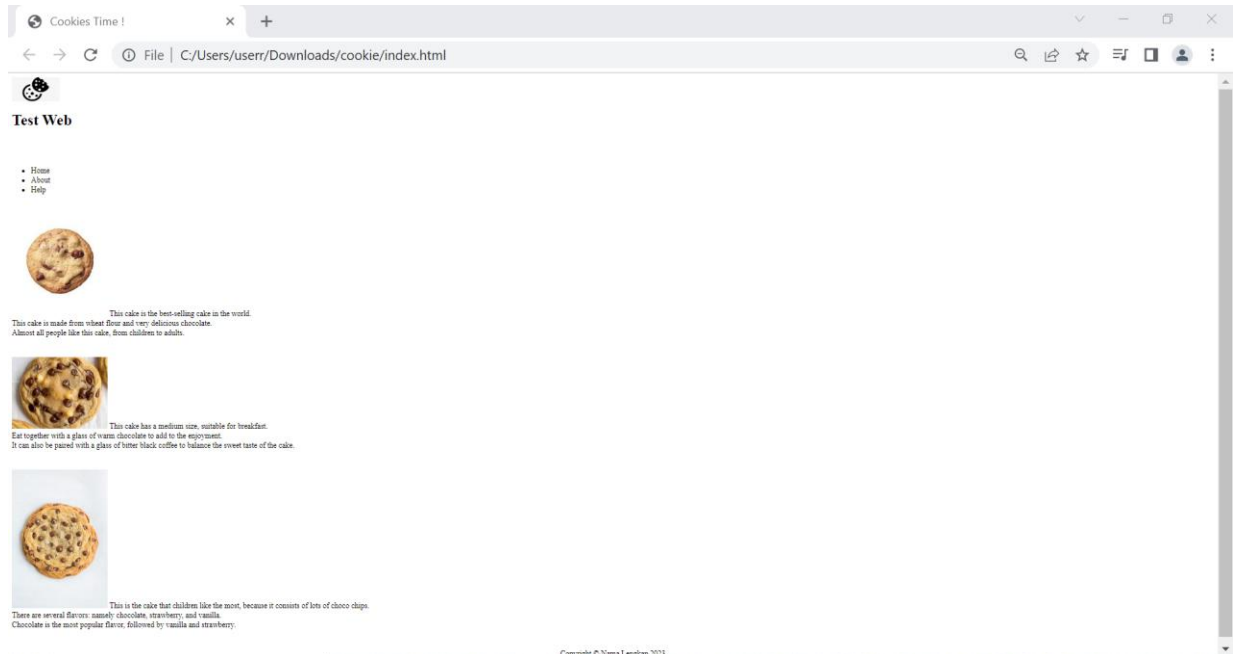 Cookies Time !
File | C:/Users/userr/Downloads/cookie/index.html
Test Web
Home
About
Help
This cake is the best-selling cake in the world.
This cake is made from wheat flour and very delicious chocolate.
Almost all people like this cake, from children to adults.
This cake has a medium size, suitable for breakfast.
Eat together with a glass of warm chocolate to add to the enjoyment.
It can also be paired with a glass of bitter black coffee to balance the sweet taste of the cake.
This is the cake that children like the most, because it consists of lots of choco chips.
There are several flavors: namely chocolate, strawberry, and vanilla.
Chocolate is the most popular flavor, followed by vanilla and strawberry.
Copyright © Nama Lengkap 2023